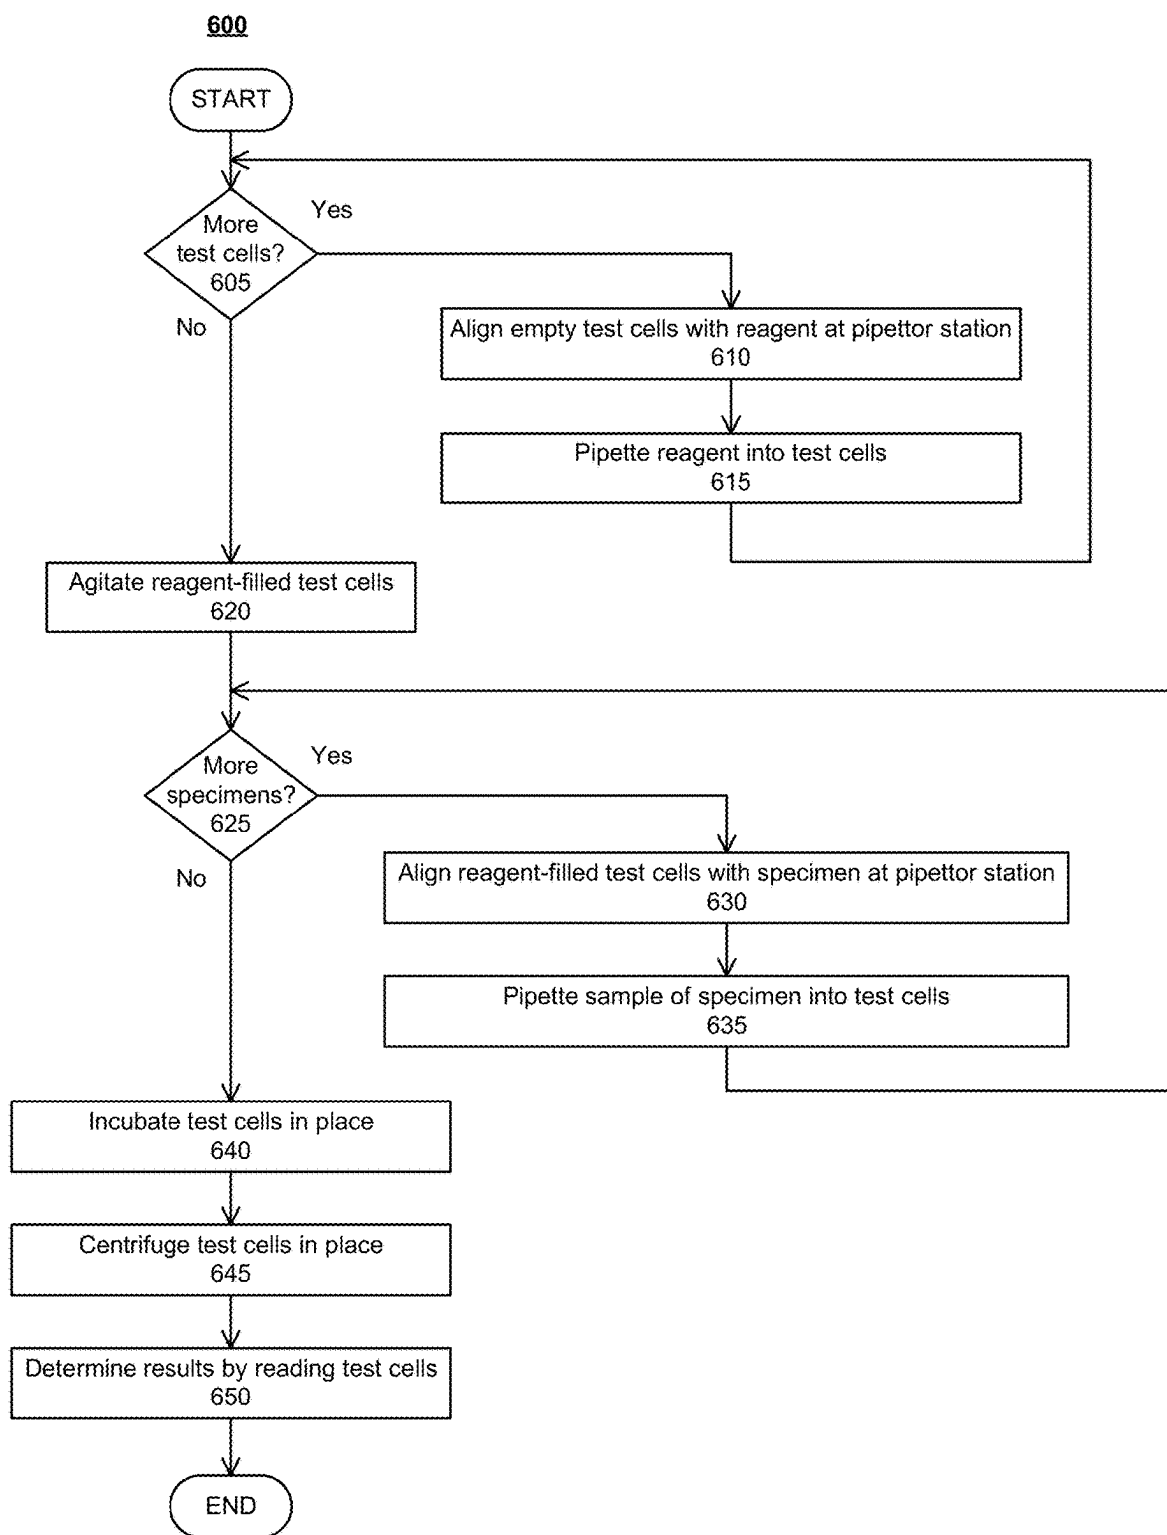 600
START
More
test cells?
605
Yes
No
Align empty test cells with reagent at pipettor station
610
Pipette reagent into test cells
615
Agitate reagent-filled test cells
620
More
specimens?
625
Yes
No
Align reagent-filled test cells with specimen at pipettor station
630
Pipette sample of specimen into test cells
635
Incubate test cells in place
640
Centrifuge test cells in place
645
Determine results by reading test cells
650
END